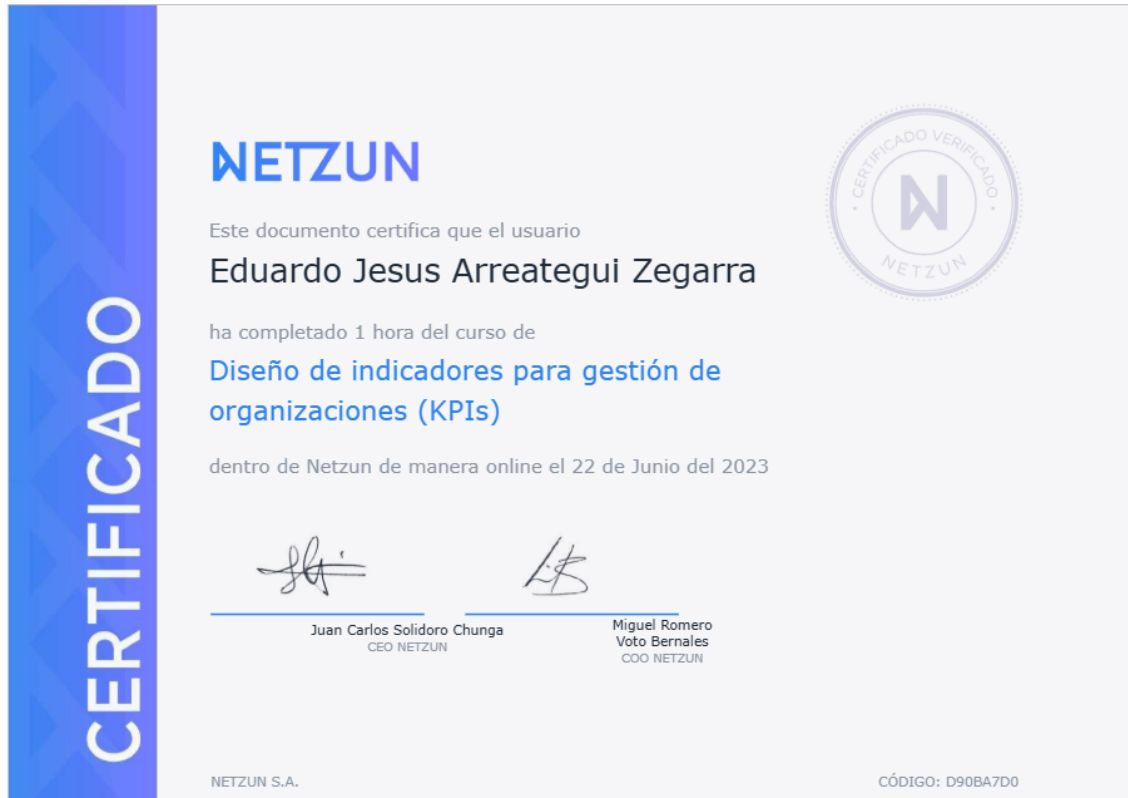 CERTIFICADO
NETZUN
CERTIFICADO VERIFICADO
N
NETZUN
Este documento certifica que el usuario
Eduardo Jesus Arreategui Zegarra
ha completado 1 hora del curso de
Diseño de indicadores para gestión de
organizaciones (KPIs)
dentro de Netzun de manera online el 22 de Junio del 2023
Juan Carlos Solidoro Chunga
CEO NETZUN
Miguel Romero
Voto Bernales
COO NETZUN
NETZUN S.A.
CÓDIGO: D90BA7D0